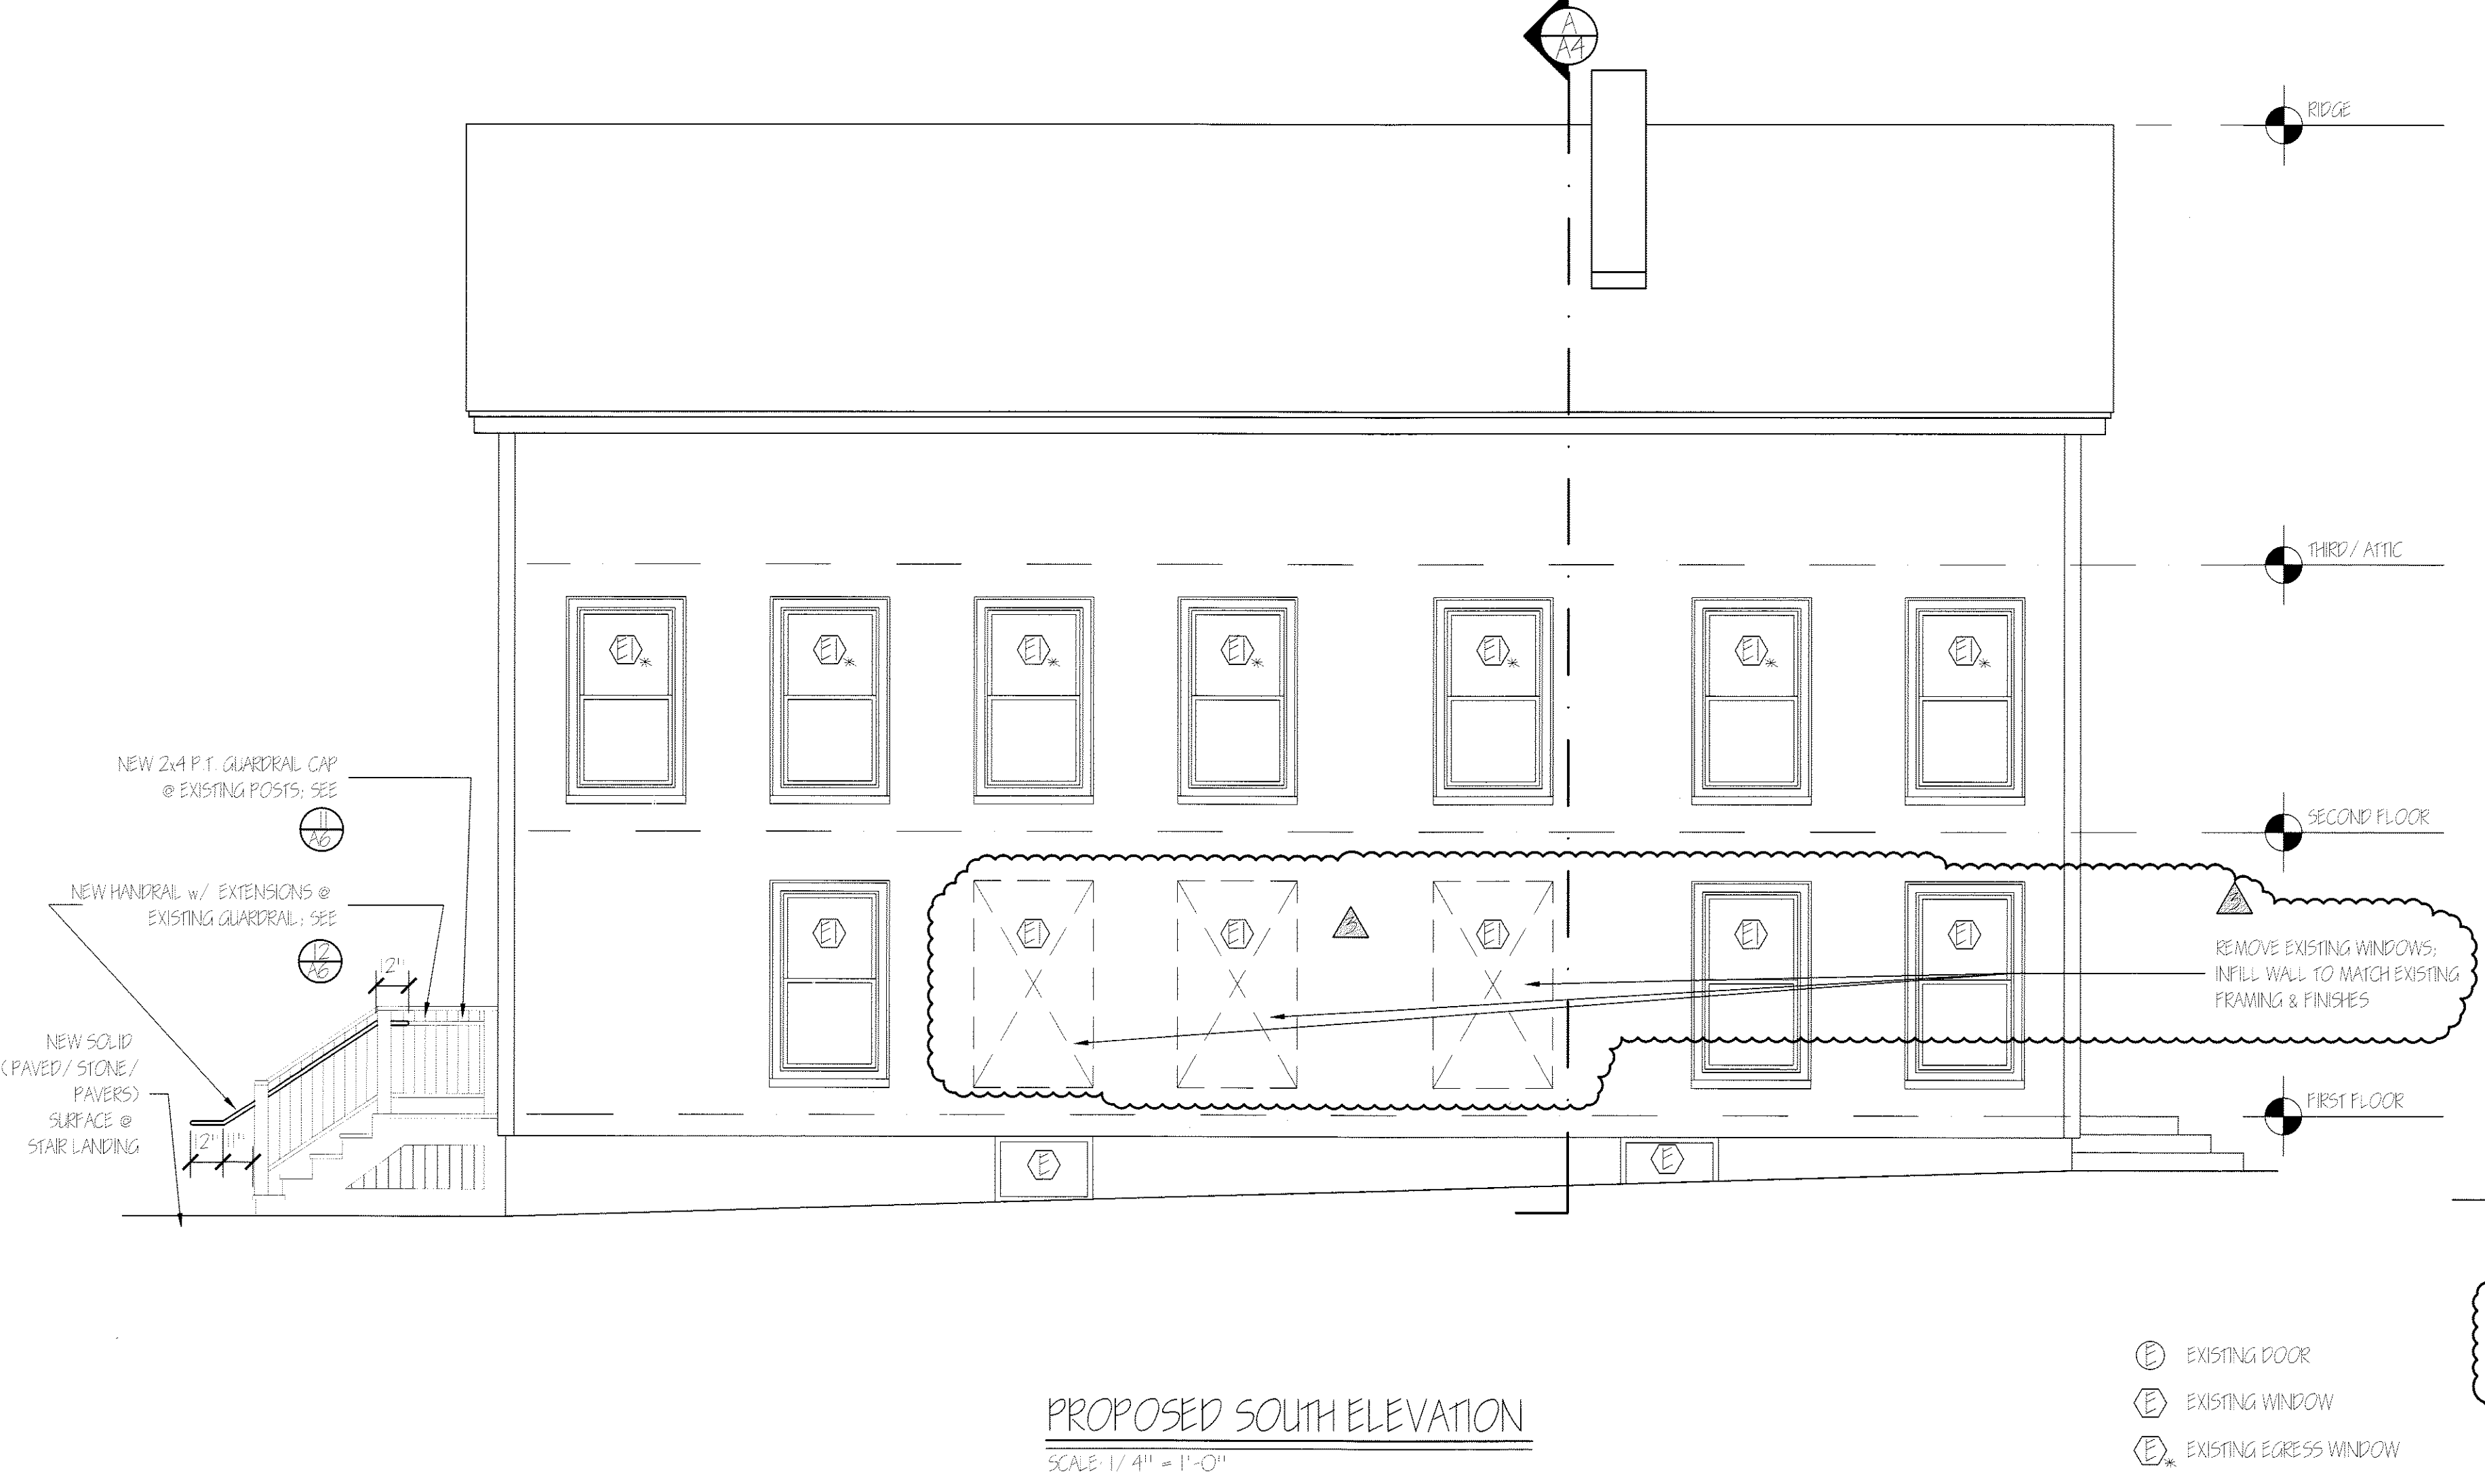 A
A4
RIDGE
THIRD / ATTIC
E1*
E1*
E1*
E1*
E1*
E1*
E1*
NEW 2x4 P.T. GUARDRAIL CAP
@ EXISTING POSTS; SEE
11
A6
SECOND FLOOR
NEW HANDRAIL w/ EXTENSIONS @
EXISTING GUARDRAIL; SEE
12
A6
12"
E1
E1
E1
E1
E1
E1
3
3
REMOVE EXISTING WINDOWS;
INFILL WALL TO MATCH EXISTING
FRAMING & FINISHES
NEW SOLID
(PAVED/ STONE/
PAVERS)
SURFACE @
STAIR LANDING
12"
11"
FIRST FLOOR
E
E
E EXISTING DOOR
E EXISTING WINDOW
E* EXISTING EGRESS WINDOW
PROPOSED SOUTH ELEVATION
SCALE: 1/4" = 1'-0"